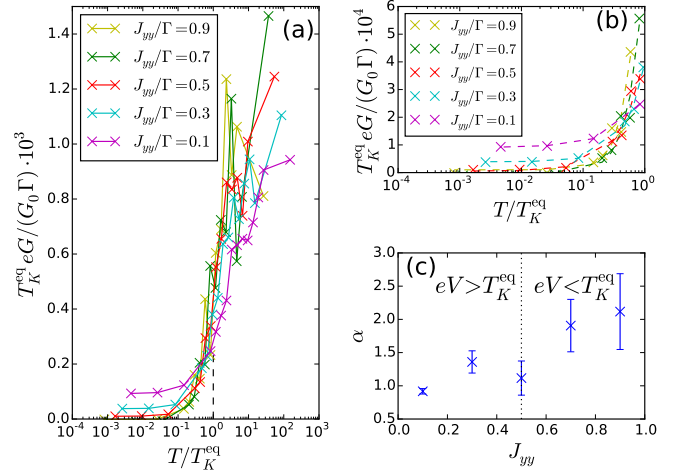 (a)
J_yy/Γ=0.9
J_yy/Γ=0.7
J_yy/Γ=0.5
J_yy/Γ=0.3
J_yy/Γ=0.1
1.4
1.2
1.0
0.8
0.6
0.4
0.2
0.0
T_K^eq eG/(G_0 Γ)·10^3
10^-4 10^-3 10^-2 10^-1 10^0 10^1 10^2 10^3
T/T_K^eq
(b)
J_yy/Γ=0.9
J_yy/Γ=0.7
J_yy/Γ=0.5
J_yy/Γ=0.3
J_yy/Γ=0.1
6
5
4
3
2
1
0
T_K^eq eG/(G_0 Γ)·10^4
10^-4 10^-3 10^-2 10^-1 10^0
T/T_K^eq
(c)
eV>T_K^eq eV<T_K^eq
3.0
2.5
2.0
1.5
1.0
0.5
α
0.0 0.2 0.4 0.6 0.8 1.0
J_yy